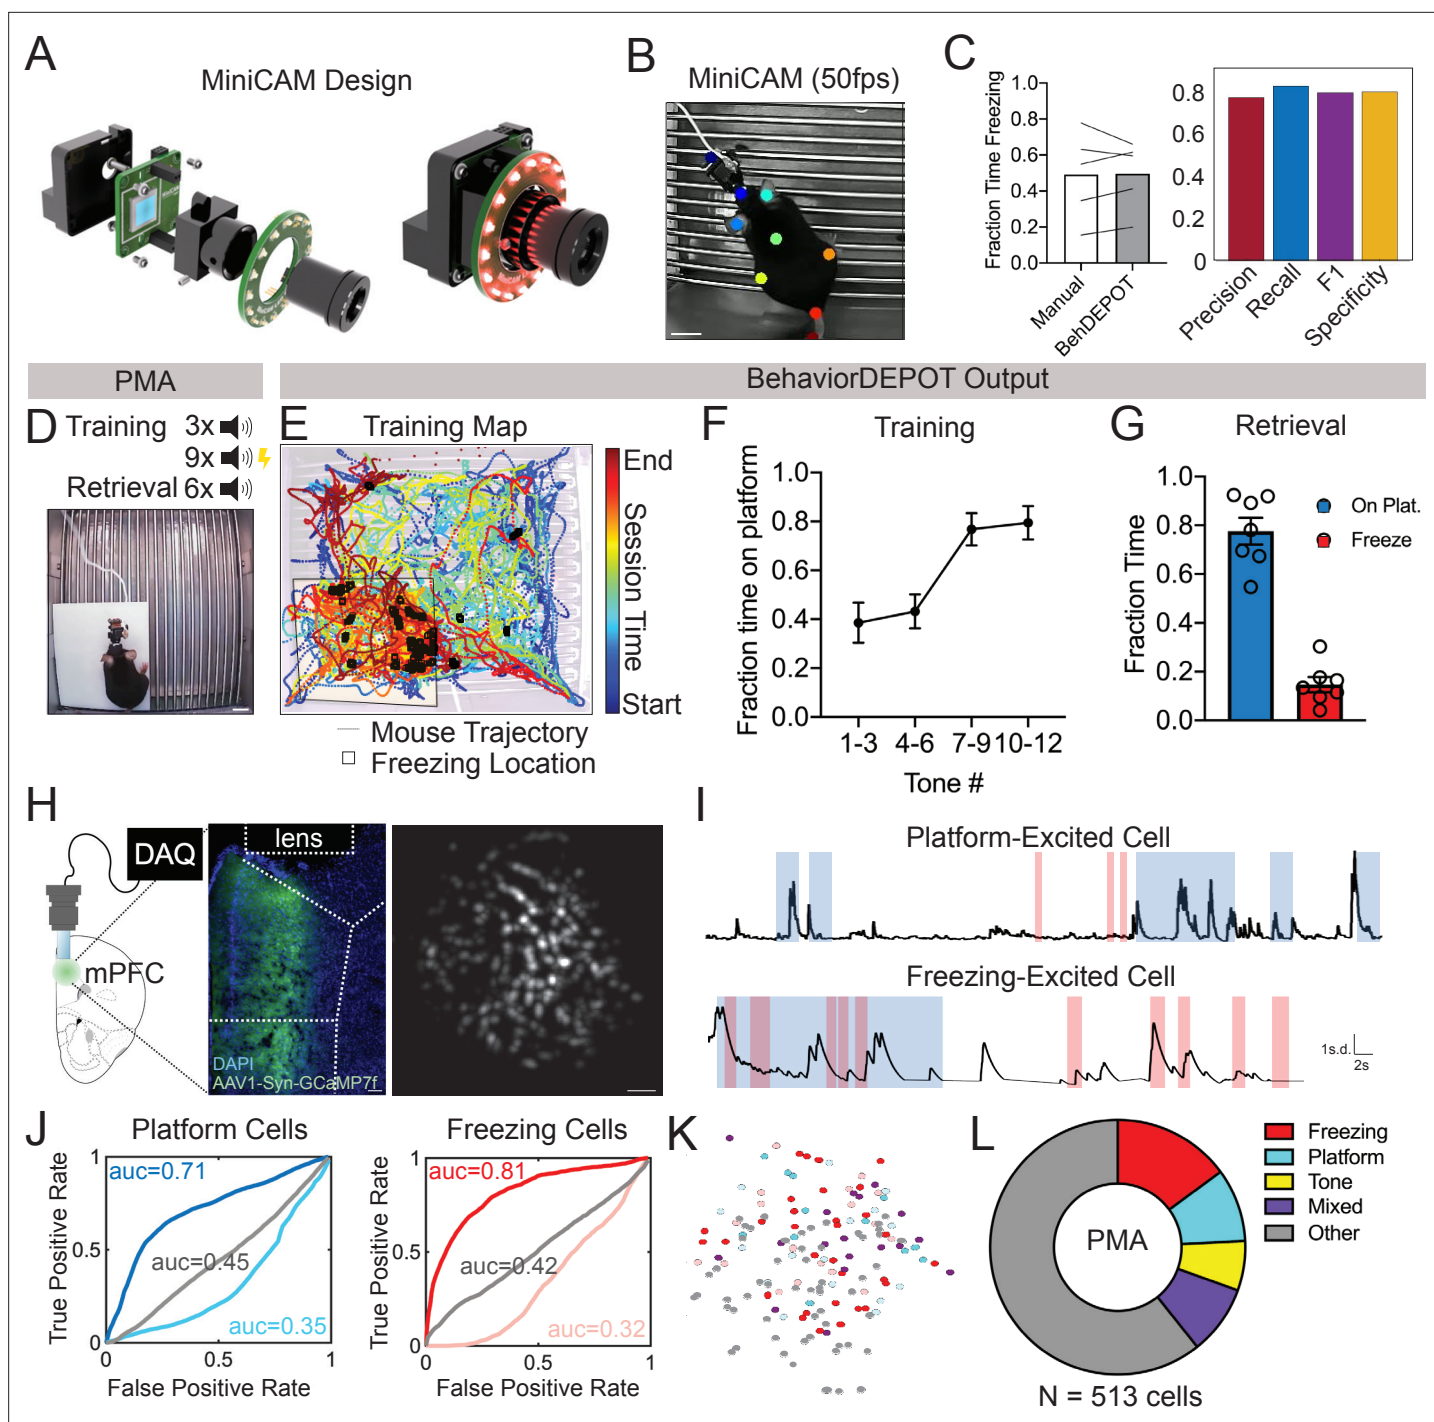 A
MiniCAM Design
B
MiniCAM (50fps)
C
Fraction Time Freezing
1.0
0.8
0.6
0.4
0.2
0.0
Manual
BehDEPOT
0.8
0.6
0.4
0.2
0
Precision
Recall
F1
Specificity
PMA
BehaviorDEPOT Output
D
Training 3x
9x
Retrieval 6x
E
Training Map
End
Session Time
Start
Mouse Trajectory
Freezing Location
F
Training
Fraction time on platform
1.0
0.8
0.6
0.4
0.2
0.0
1-3 4-6 7-9 10-12
Tone #
G
Retrieval
Fraction Time
1.0
0.8
0.6
0.4
0.2
0.0
On Plat.
Freeze
H
DAQ
mPFC
lens
DAPI
AAV1-Syn-GCaMP7f
I
Platform-Excited Cell
Freezing-Excited Cell
1s.d.
2s
J
Platform Cells
True Positive Rate
1
0.5
0
auc=0.71
auc=0.45
auc=0.35
0 0.5 1
False Positive Rate
Freezing Cells
True Positive Rate
1
0.5
0
auc=0.81
auc=0.42
auc=0.32
0 0.5 1
False Positive Rate
K
L
PMA
N = 513 cells
Freezing
Platform
Tone
Mixed
Other